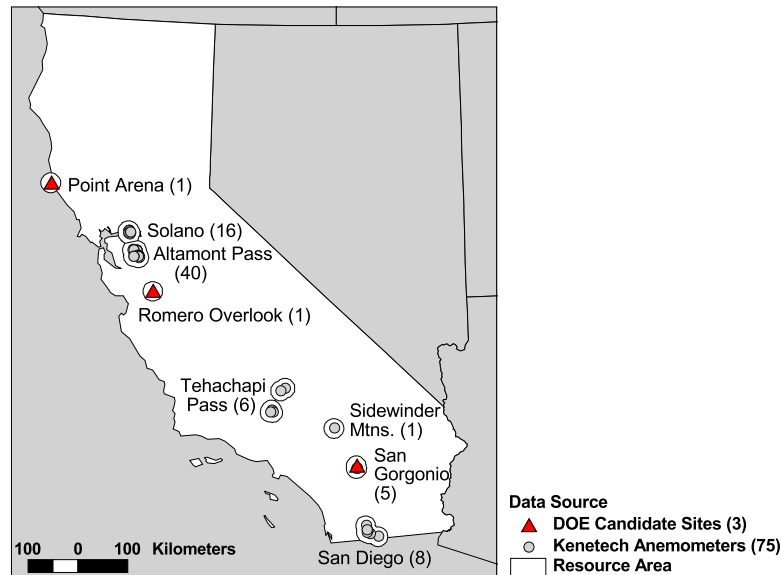 Point Arena (1)
Solano (16)
Altamont Pass
(40)
Romero Overlook (1)
Tehachapi
Pass (6)
Sidewinder
Mtns. (1)
San
Gorgonio
(5)
San Diego (8)
100 0 100 Kilometers
Data Source
DOE Candidate Sites (3)
Kenetech Anemometers (75)
Resource Area